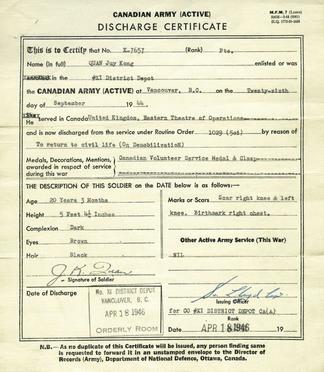 CANADIAN ARMY (ACTIVE)
M.F.M. 7
DISCHARGE CERTIFICATE
This is to Certify that No. K.7657 (Rank) Pte.
Name (in full) QUAN Jay Kong enlisted or was
in the #XI District Depot
the CANADIAN ARMY (ACTIVE) at Vancouver, B.C. on the Twenty-sixth
day of September 19 44.
He served in Canada United Kingdom, Eastern Theatre of Operations
and is now discharged from the service under Routine Order 1029 (5c1) by reason of
To return to civil life (On Demobilization)
Medals, Decorations, Mentions,
awarded in respect of service
during this war
Canadian Volunteer Service Medal & Clasp
THE DESCRIPTION OF THIS SOLDIER on the DATE below is as follows:—
Age 20 Years 3 Months
Height 5 Feet 4½ Inches
Complexion Dark
Eyes Brown
Hair Black
Marks or Scars Scar right knee & left
knee. Birthmark right chest.
Other Active Army Service (This War)
NIL
Signature of Soldier
Date of Discharge
No. XI DISTRICT DEPOT
VANCOUVER, B. C.
APR 18 1946
ORDERLY ROOM
Issuing Officer
for OC #XI DISTRICT DEPOT CA(A)
Date APR 18 1946 19
N.B.— As no duplicate of this Certificate will be issued, any person finding same
is requested to forward it in an unstamped envelope to the Director of
Records (Army), Department of National Defence, Ottawa, Canada.